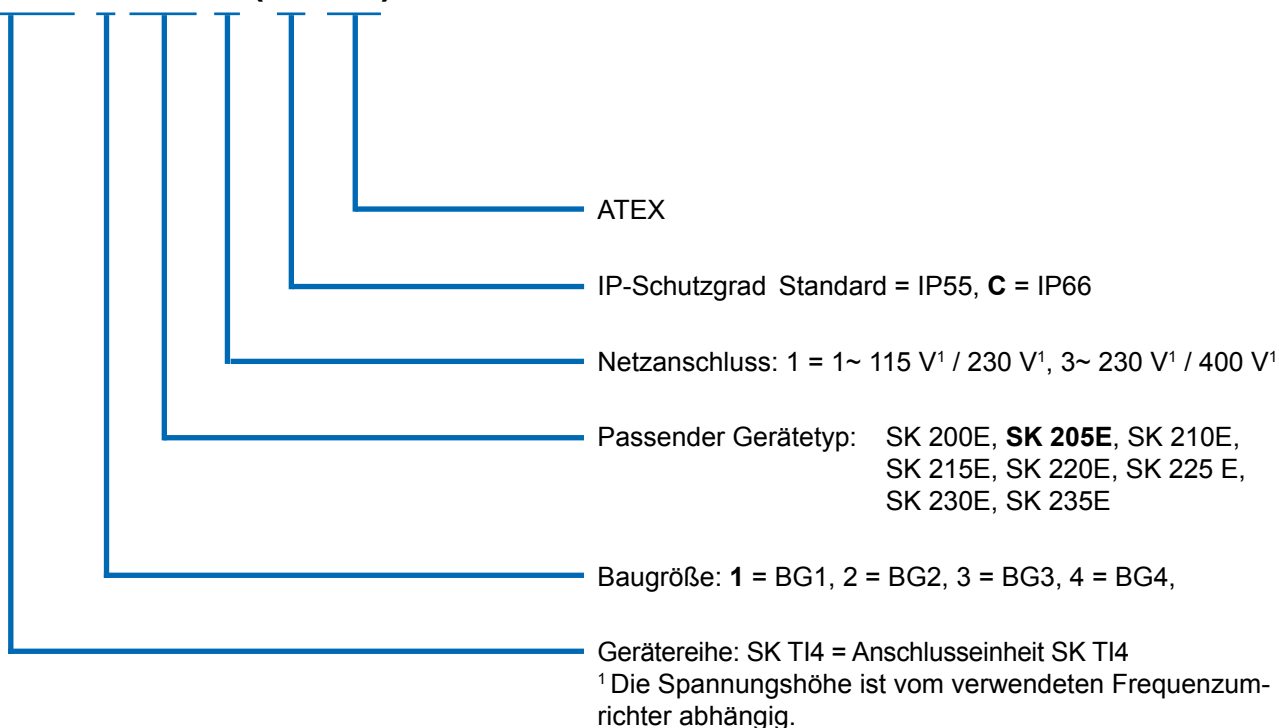 ATEX
IP-Schutzgrad Standard = IP55, C = IP66
Netzanschluss: 1 = 1~ 115 V¹ / 230 V¹, 3~ 230 V¹ / 400 V¹
Passender Gerätetyp: SK 200E, SK 205E, SK 210E,
SK 215E, SK 220E, SK 225 E,
SK 230E, SK 235E
Baugröße: 1 = BG1, 2 = BG2, 3 = BG3, 4 = BG4,
Gerätereihe: SK TI4 = Anschlusseinheit SK TI4
¹ Die Spannungshöhe ist vom verwendeten Frequenzum-
richter abhängig.